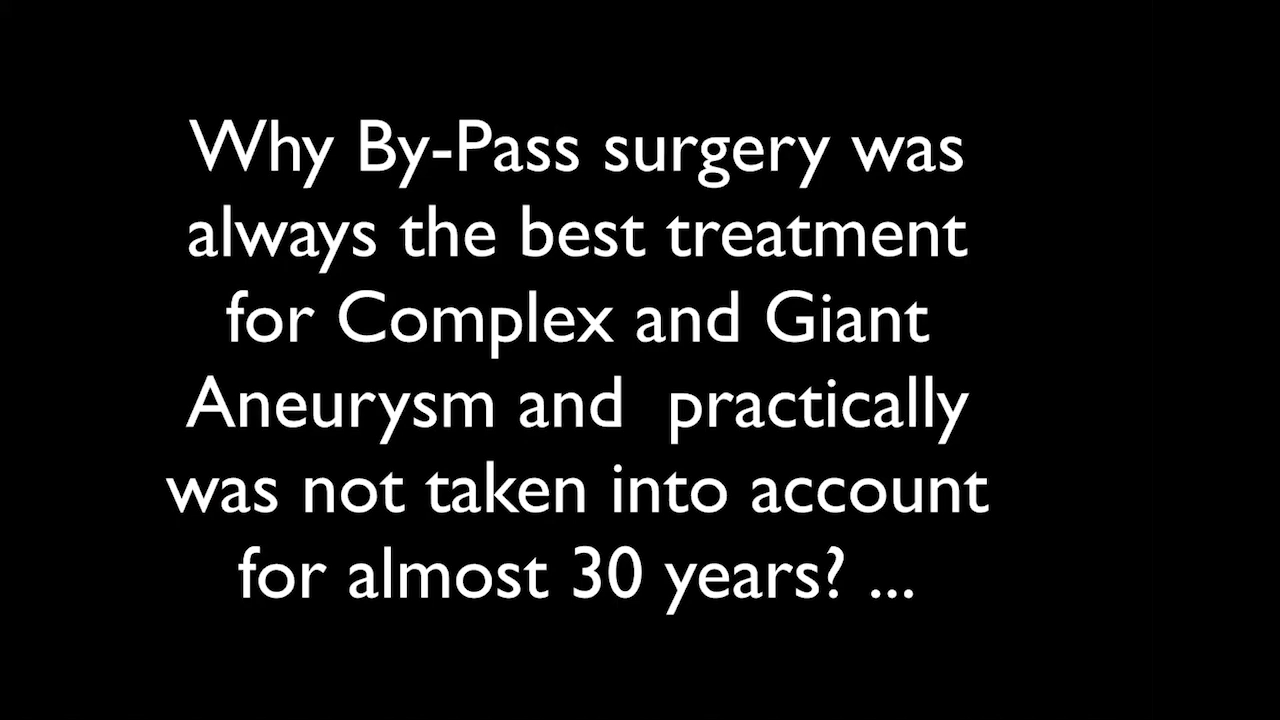 Why By-Pass surgery was
always the best treatment
for Complex and Giant
Aneurysm and  practically
was not taken into account
for almost 30 years? ...